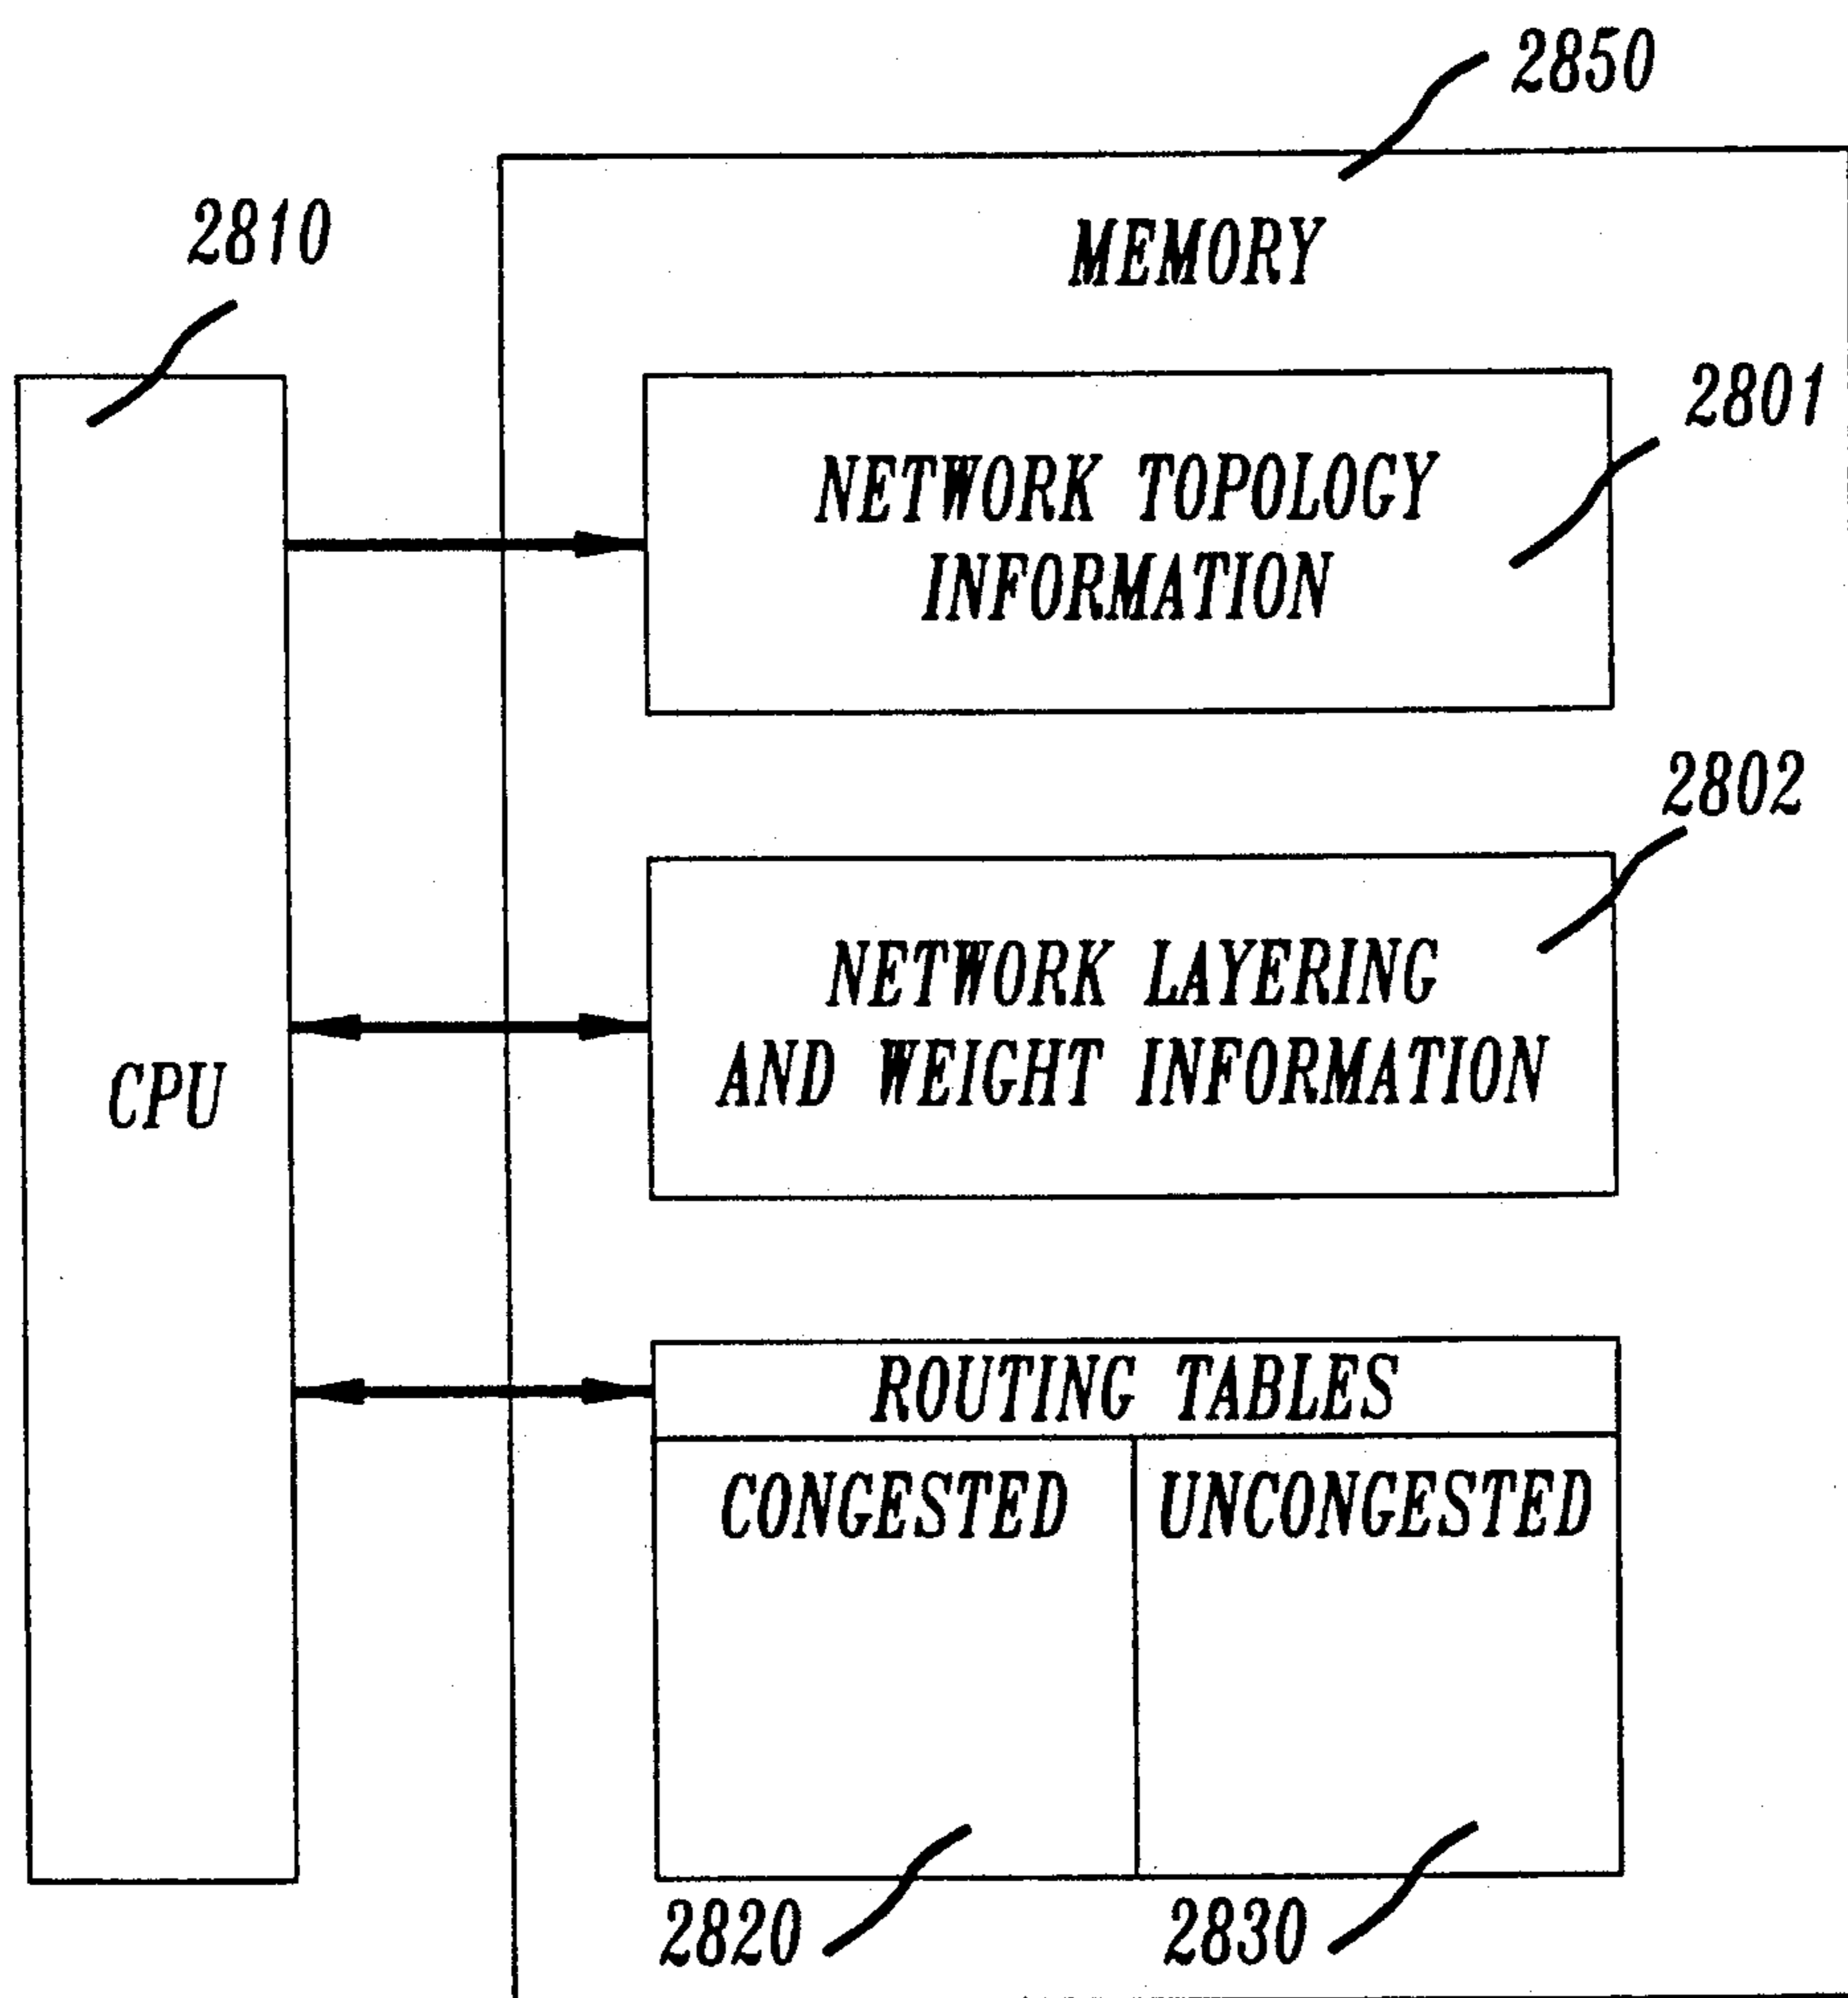 2850
2810
MEMORY
2801
NETWORK TOPOLOGY
INFORMATION
2802
NETWORK LAYERING
AND WEIGHT INFORMATION
CPU
ROUTING TABLES
CONGESTED
UNCONGESTED
2820
2830